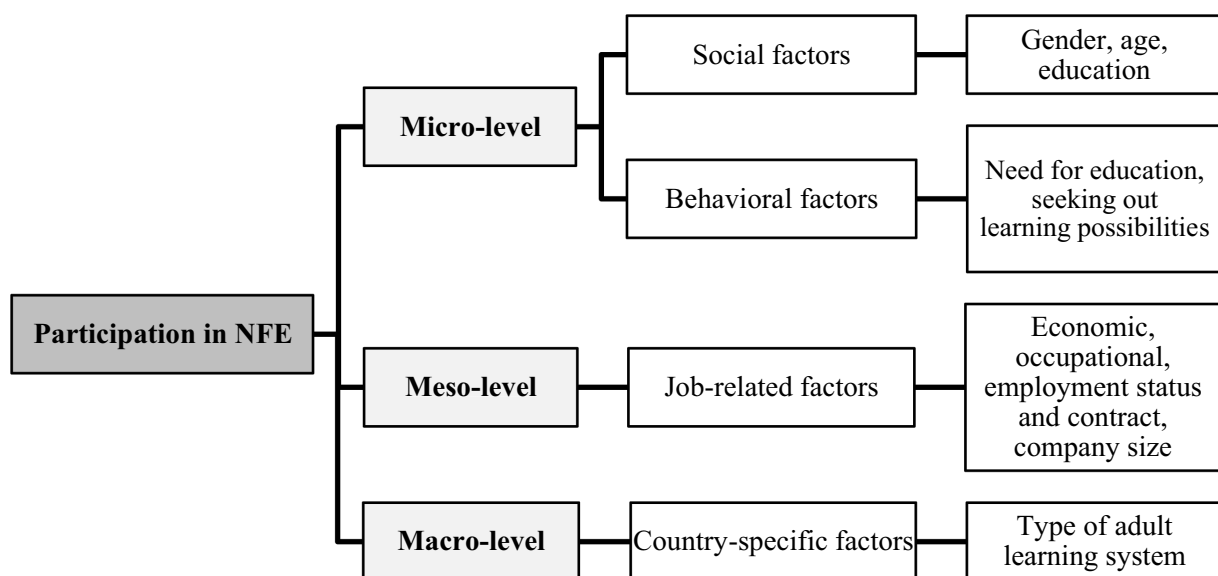 Participation in NFE
Micro-level
Social factors
Gender, age,
education
Behavioral factors
Need for education,
seeking out
learning possibilities
Meso-level
Job-related factors
Economic,
occupational,
employment status
and contract,
company size
Macro-level
Country-specific factors
Type of adult
learning system